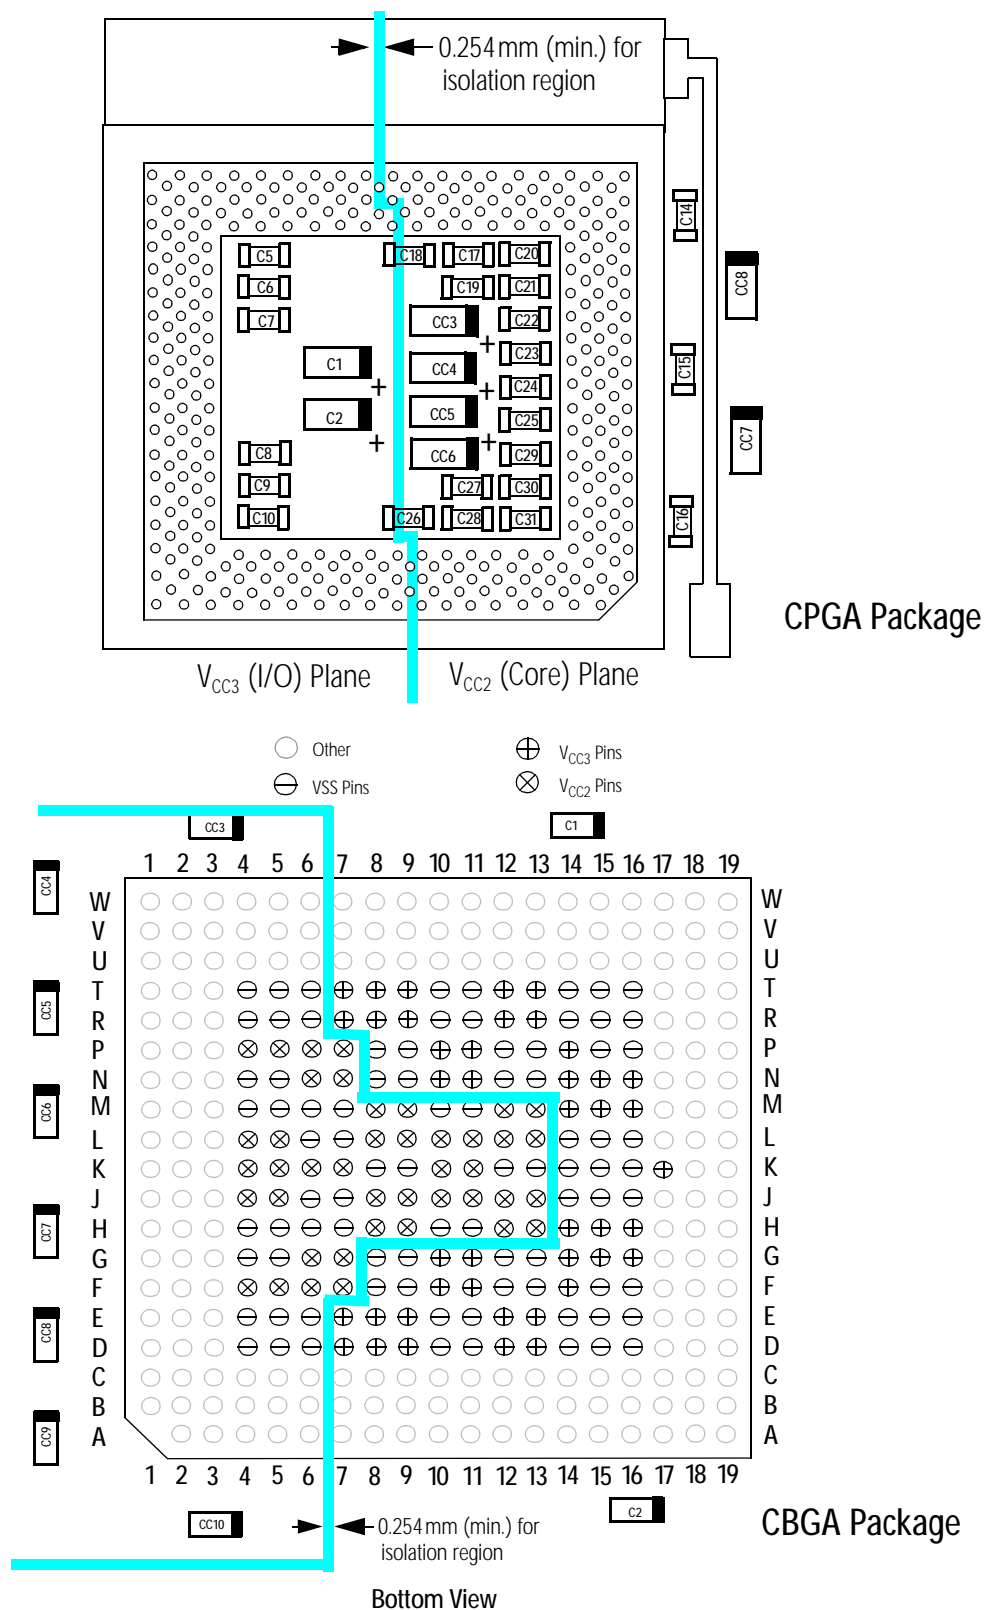 0.254 mm (min.) for
isolation region
C14
CC8
C5 C18 C17 C20
C6 C19 C21
C7 CC3 C22
+ C23
C1 CC4 C15
+ + C24
C2 CC5 C25 CC7
+ +
C8 CC6 C29
C9 C27 C30
C10 C26 C28 C31 C16
CPGA Package
VCC3 (I/O) Plane VCC2 (Core) Plane
Other VCC3 Pins
VSS Pins VCC2 Pins
CC3 C1
1 2 3 4 5 6 7 8 9 10 11 12 13 14 15 16 17 18 19
CC4
W W
V V
U U
T T
CC5
R R
P P
N N
CC6
M M
L L
K K
J J
CC7
H H
G G
F F
CC8
E E
D D
C C
B B
CC9
A A
1 2 3 4 5 6 7 8 9 10 11 12 13 14 15 16 17 18 19
CC10 C2
CBGA Package
0.254 mm (min.) for
isolation region
Bottom View